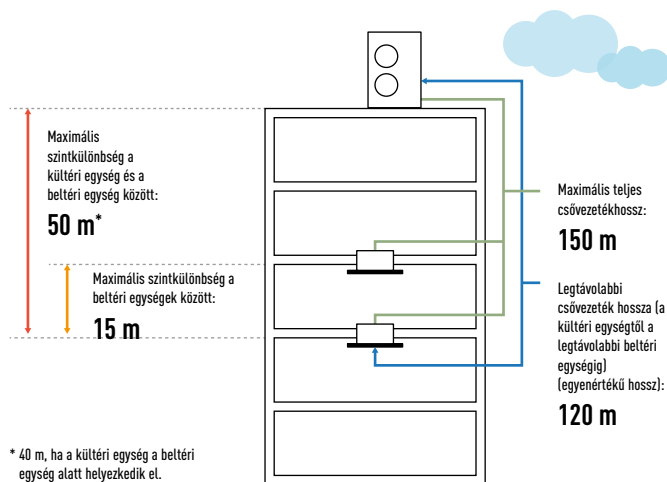 Maximális
szintkülönbség a
kültéri egység és a
beltéri egység között:
50 m*
Maximális szintkülönbség a
beltéri egységek között:
15 m
Maximális teljes
csővezetékhossz:
150 m
Legtávolabbi
csővezeték hossza (a
kültéri egységtől a
legtávolabbi beltéri
egységig)
(egyenértékű hossz):
120 m
* 40 m, ha a kültéri egység a beltéri
egység alatt helyezkedik el.